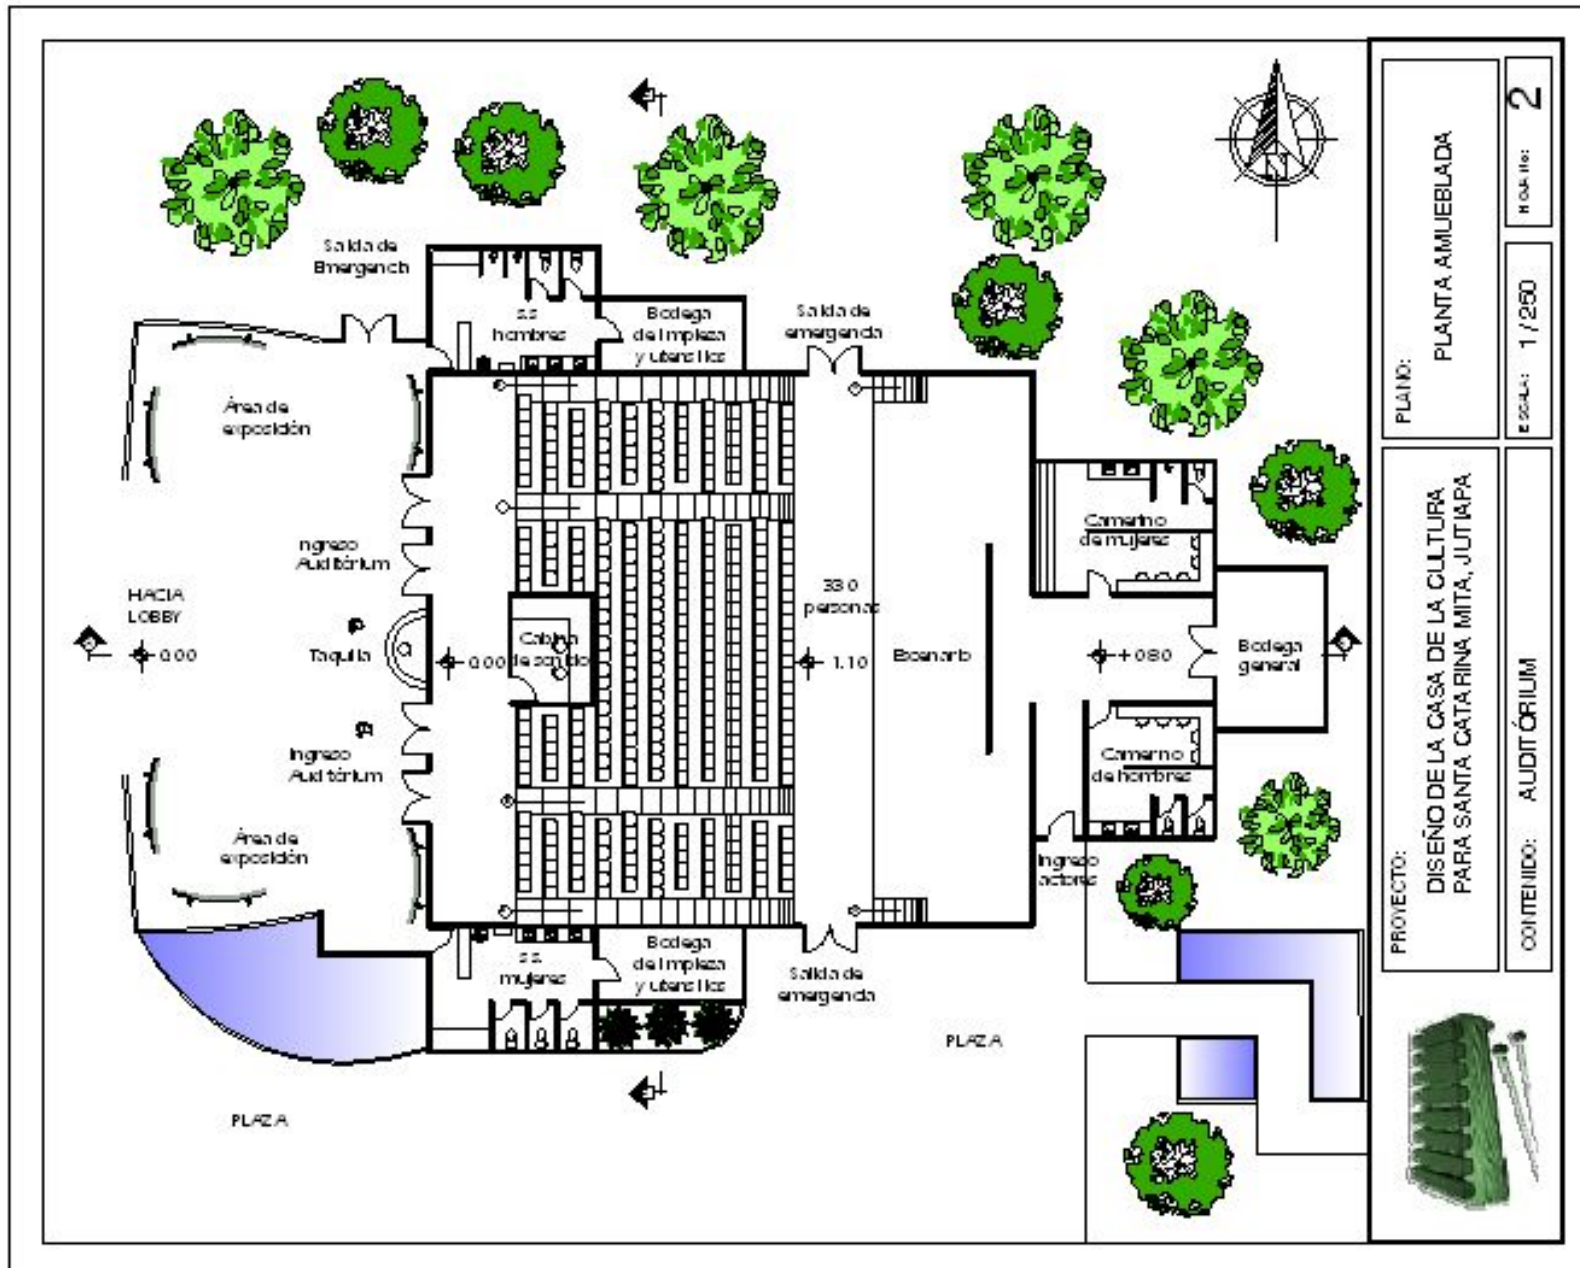 Salida de
Emergencia
s.s
hombres
Bodega
de limpieza
y utensilios
Salida de
emergencia
Área de
exposición
Ingreso
Auditórium
HACIA
LOBBY
0.00
Taquilla
0.00
Cabina
de sonido
330
personas
- 1.10
Escenario
Camerino
de mujeres
+ 0.80
Bodega
general
Ingreso
Auditórium
Camerino
de hombres
Área de
exposición
Ingreso
actores
s.s.
mujeres
Bodega
de limpieza
y utensilios
Salida de
emergencia
PLAZA
PLAZA
N
PLANO:
PLANTA AMUEBLADA
ESCALA: 1 / 250
HOJA No: 2
PROYECTO:
DISEÑO DE LA CASA DE LA CULTURA
PARA SANTA CATARINA MITA, JUTIAPA
CONTENIDO: AUDITÓRIUM